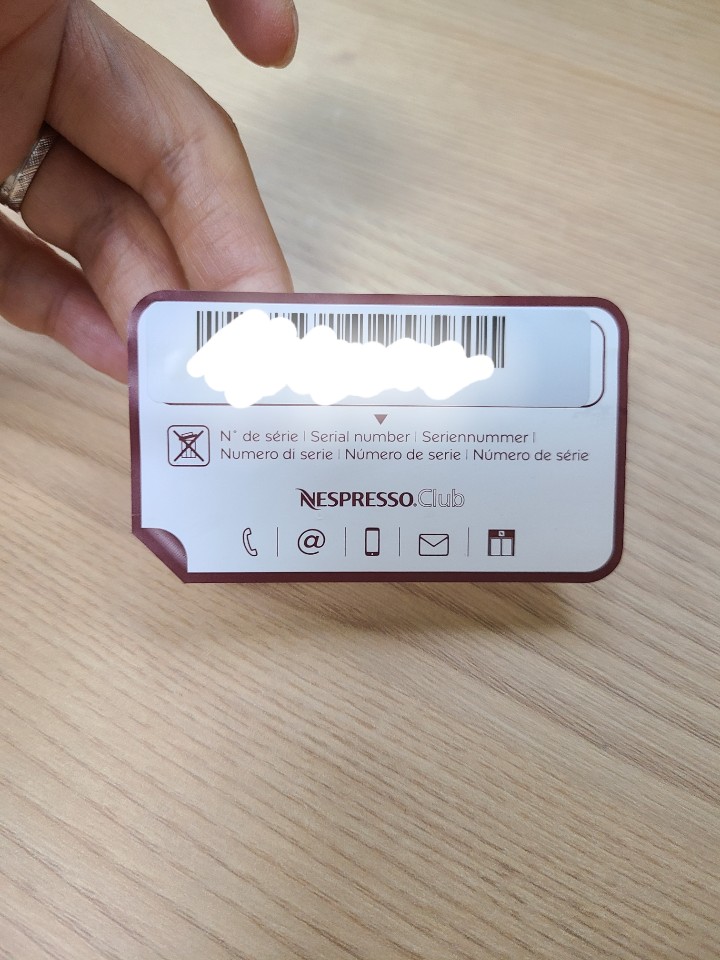 N° de série | Serial number | Seriennummer |
Numero di serie | Número de serie | Número de série
NESPRESSO.Club
@